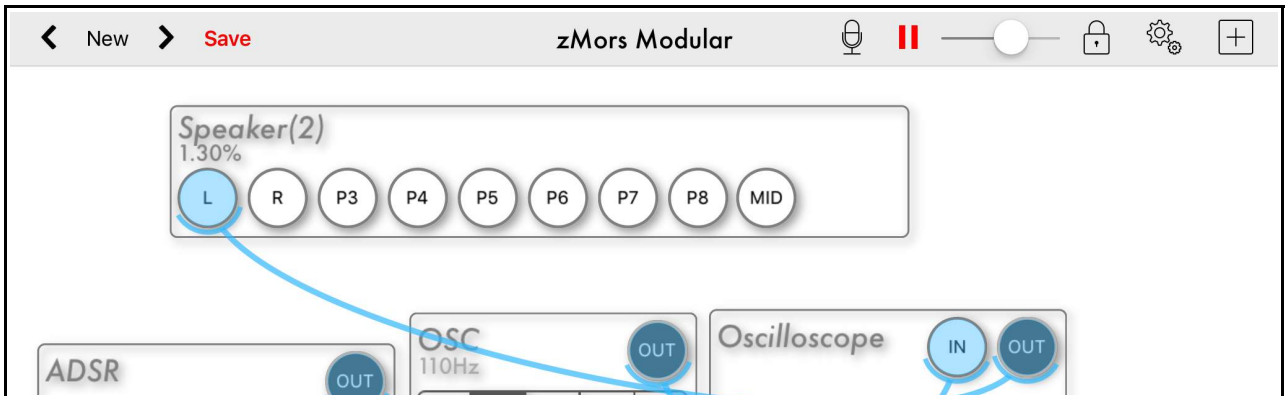 New Save zMors Modular
Speaker(2)
1.30%
L R P3 P4 P5 P6 P7 P8 MID
OSC OUT
110Hz
Oscilloscope IN OUT
ADSR OUT